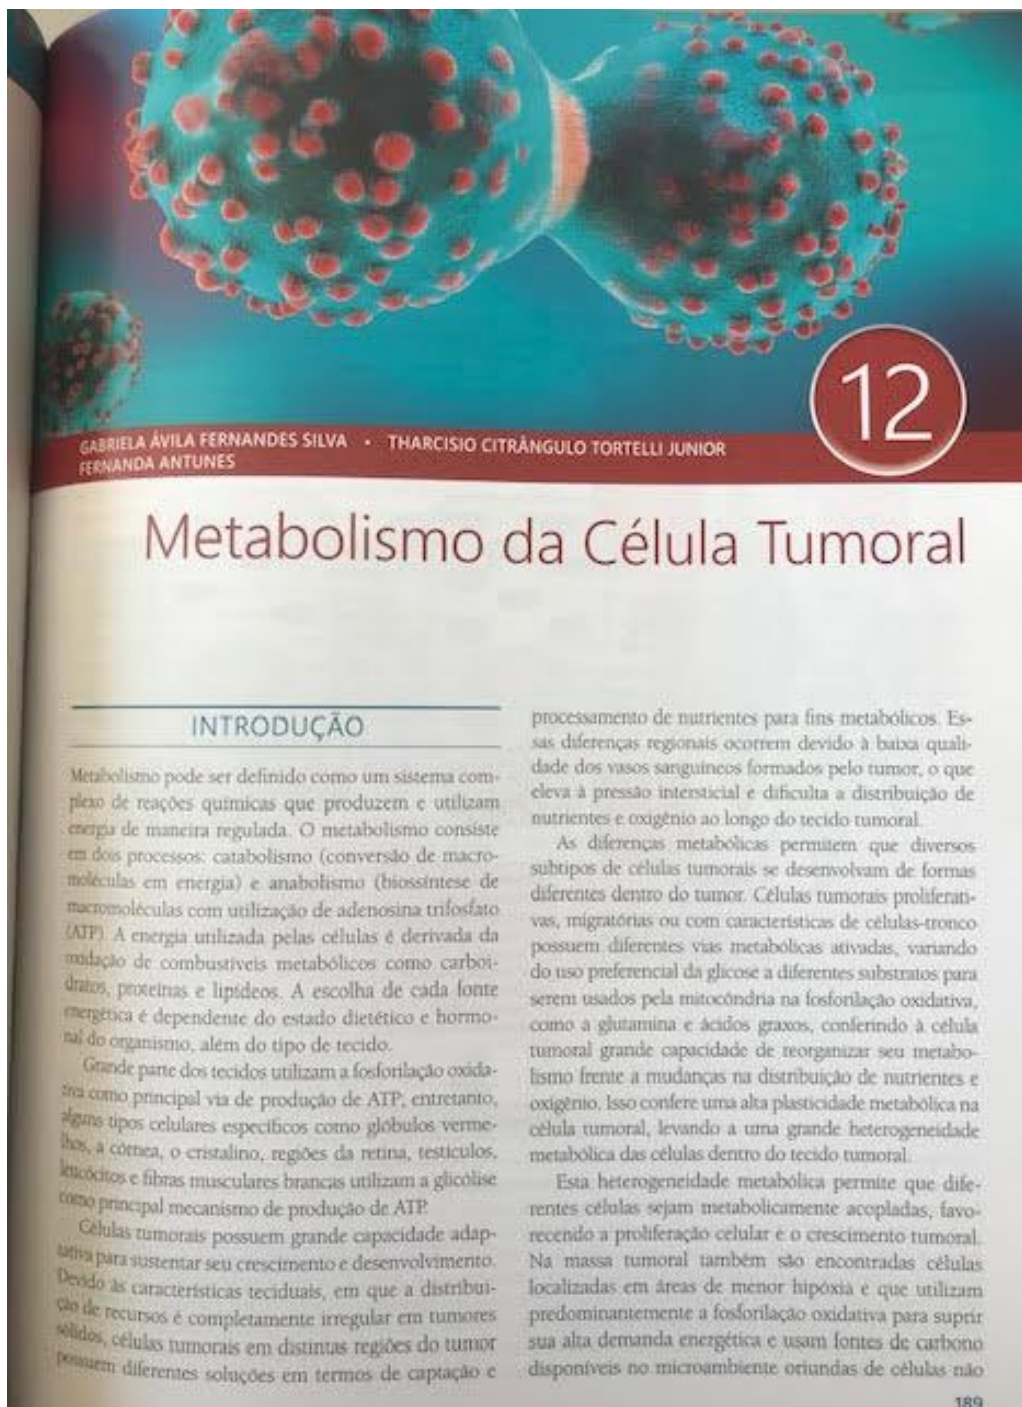 12
GABRIELA ÁVILA FERNANDES SILVA • THARCISIO CITRÂNGULO TORTELLI JUNIOR
FERNANDA ANTUNES
Metabolismo da Célula Tumoral
INTRODUÇÃO
Metabolismo pode ser definido como um sistema com-
plexo de reações químicas que produzem e utilizam
energia de maneira regulada. O metabolismo consiste
em dois processos: catabolismo (conversão de macro-
moléculas em energia) e anabolismo (biossíntese de
macromoléculas com utilização de adenosina trifosfato
(ATP). A energia utilizada pelas células é derivada da
oxidação de combustíveis metabólicos como carboi-
dratos, proteínas e lipídeos. A escolha de cada fonte
energética é dependente do estado dietético e hormo-
nal do organismo, além do tipo de tecido.
Grande parte dos tecidos utilizam a fosforilação oxida-
tiva como principal via de produção de ATP; entretanto,
alguns tipos celulares específicos como glóbulos verme-
lhos, a córnea, o cristalino, regiões da retina, testículos,
leucócitos e fibras musculares brancas utilizam a glicólise
como principal mecanismo de produção de ATP.
Células tumorais possuem grande capacidade adap-
tativa para sustentar seu crescimento e desenvolvimento.
Devido às características teciduais, em que a distribui-
ção de recursos é completamente irregular em tumores
sólidos, células tumorais em distintas regiões do tumor
possuem diferentes soluções em termos de captação e
processamento de nutrientes para fins metabólicos. Es-
sas diferenças regionais ocorrem devido à baixa quali-
dade dos vasos sanguíneos formados pelo tumor, o que
eleva à pressão intersticial e dificulta a distribuição de
nutrientes e oxigênio ao longo do tecido tumoral.
As diferenças metabólicas permitem que diversos
subtipos de células tumorais se desenvolvam de formas
diferentes dentro do tumor. Células tumorais proliferati-
vas, migratórias ou com características de células-tronco
possuem diferentes vias metabólicas ativadas, variando
do uso preferencial da glicose a diferentes substratos para
serem usados pela mitocôndria na fosforilação oxidativa,
como a glutamina e ácidos graxos, conferindo à célula
tumoral grande capacidade de reorganizar seu metabo-
lismo frente a mudanças na distribuição de nutrientes e
oxigênio. Isso confere uma alta plasticidade metabólica na
célula tumoral, levando a uma grande heterogeneidade
metabólica das células dentro do tecido tumoral.
Esta heterogeneidade metabólica permite que dife-
rentes células sejam metabolicamente acopladas, favo-
recendo a proliferação celular e o crescimento tumoral.
Na massa tumoral também são encontradas células
localizadas em áreas de menor hipóxia e que utilizam
predominantemente a fosforilação oxidativa para suprir
sua alta demanda energética e usam fontes de carbono
disponíveis no microambiente oriundas de células não
189